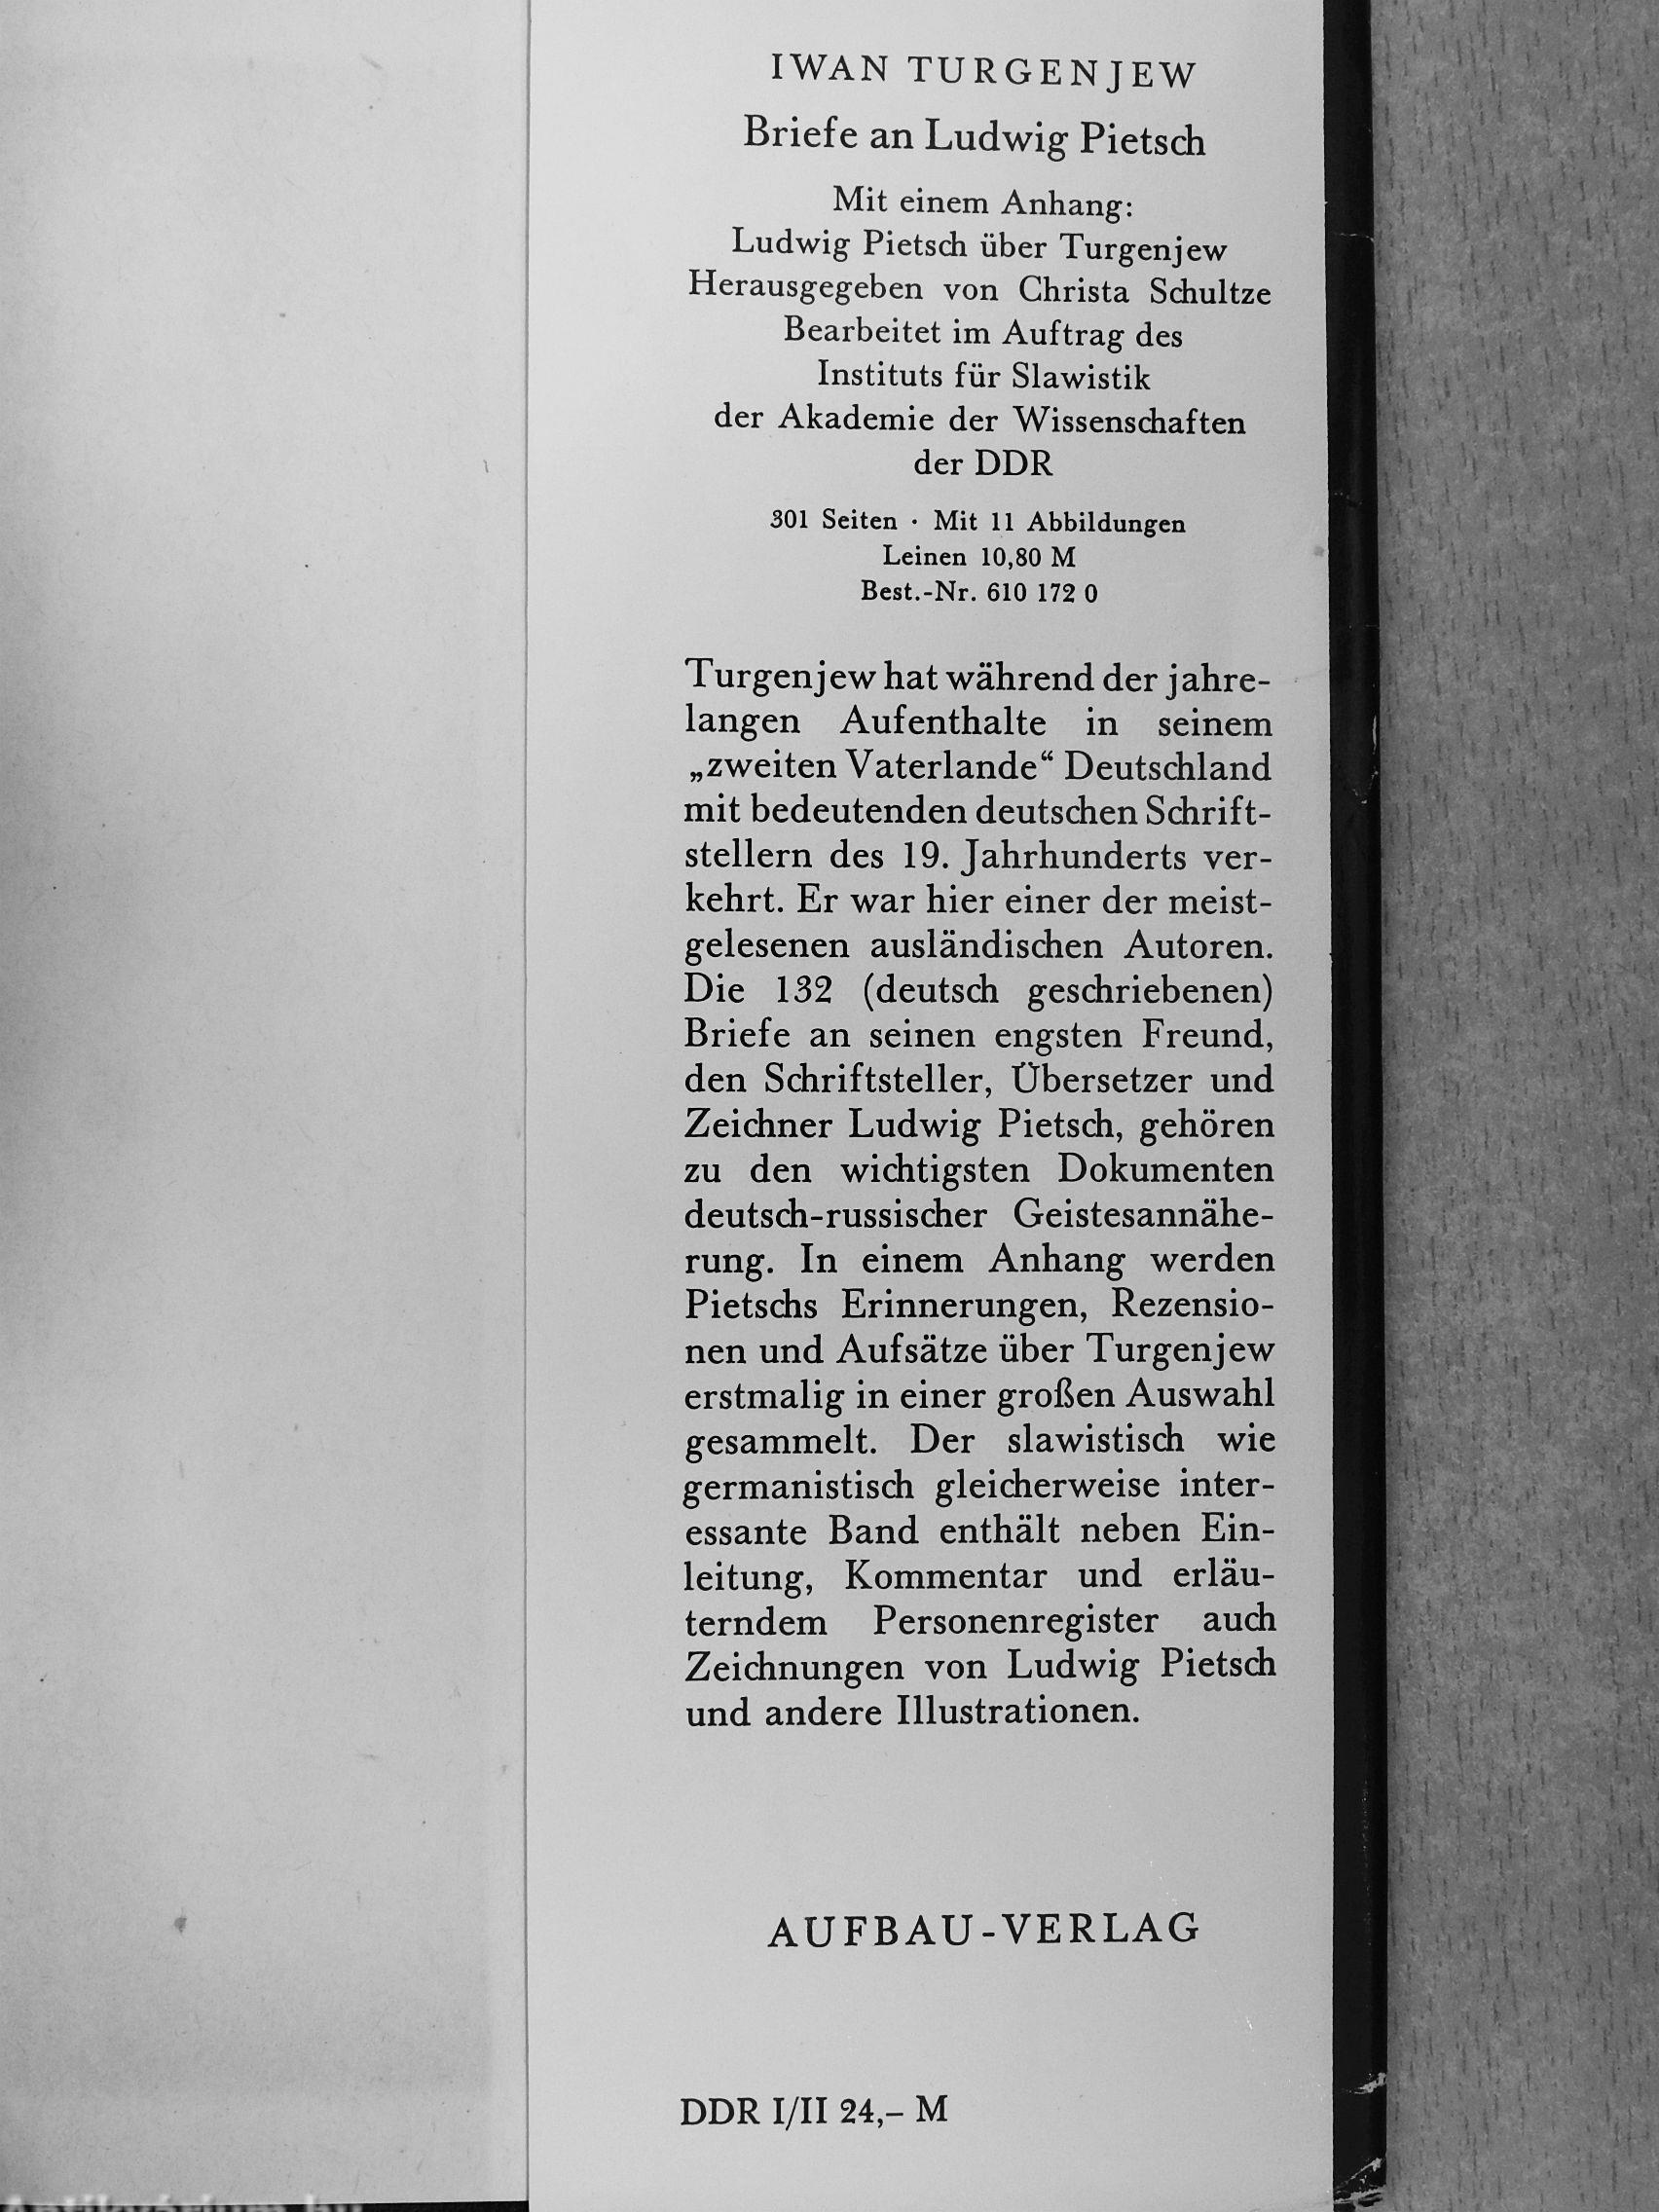 IWAN TURGENJEW
Briefe an Ludwig Pietsch
Mit einem Anhang:
Ludwig Pietsch über Turgenjew
Herausgegeben von Christa Schultze
Bearbeitet im Auftrag des
Instituts für Slawistik
der Akademie der Wissenschaften
der DDR
301 Seiten · Mit 11 Abbildungen
Leinen 10,80 M
Best.-Nr. 610 172 0
Turgenjew hat während der jahre-
langen Aufenthalte in seinem
„zweiten Vaterlande“ Deutschland
mit bedeutenden deutschen Schrift-
stellern des 19. Jahrhunderts ver-
kehrt. Er war hier einer der meist-
gelesenen ausländischen Autoren.
Die 132 (deutsch geschriebenen)
Briefe an seinen engsten Freund,
den Schriftsteller, Übersetzer und
Zeichner Ludwig Pietsch, gehören
zu den wichtigsten Dokumenten
deutsch-russischer Geistesannähe-
rung. In einem Anhang werden
Pietschs Erinnerungen, Rezensio-
nen und Aufsätze über Turgenjew
erstmalig in einer großen Auswahl
gesammelt. Der slawistisch wie
germanistisch gleicherweise inter-
essante Band enthält neben Ein-
leitung, Kommentar und erläu-
terndem Personenregister auch
Zeichnungen von Ludwig Pietsch
und andere Illustrationen.
AUFBAU-VERLAG
DDR I/II 24,– M